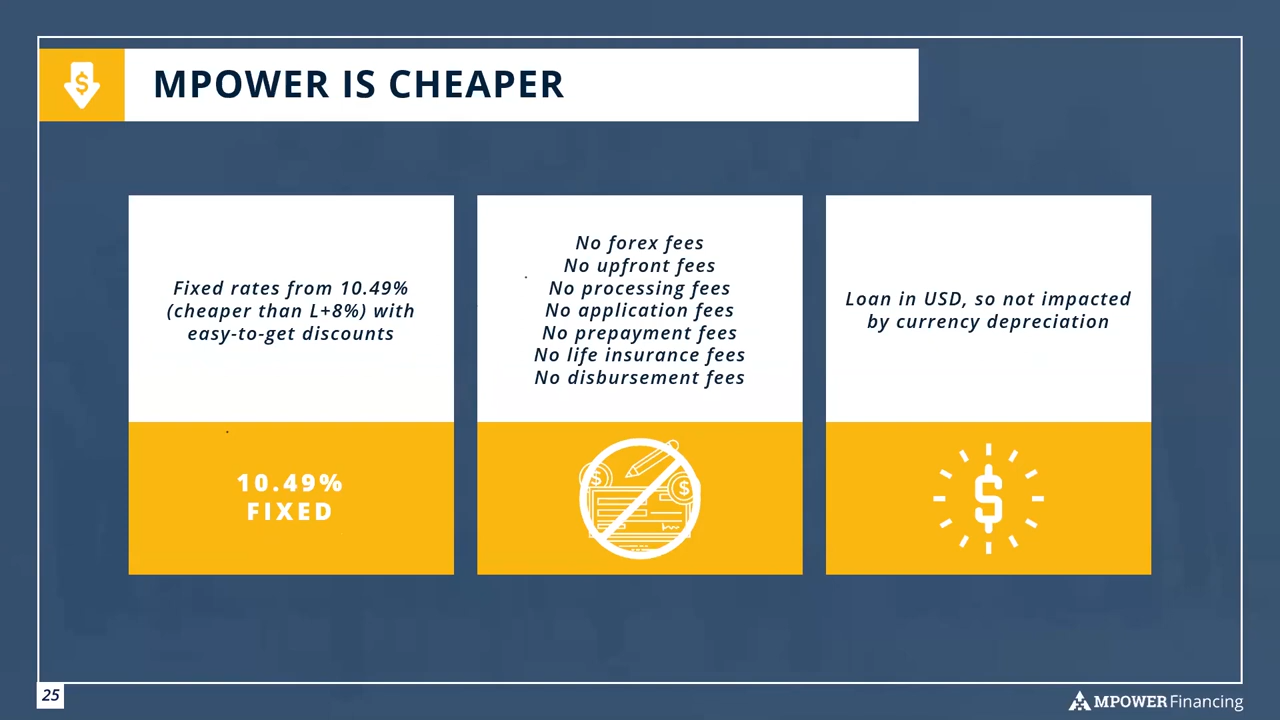 MPOWER IS CHEAPER
Fixed rates from 10.49%
(cheaper than L+8%) with
easy-to-get discounts
10.49%
FIXED
No forex fees
No upfront fees
No processing fees
No application fees
No prepayment fees
No life insurance fees
No disbursement fees
Loan in USD, so not impacted
by currency depreciation
25
MPOWER Financing